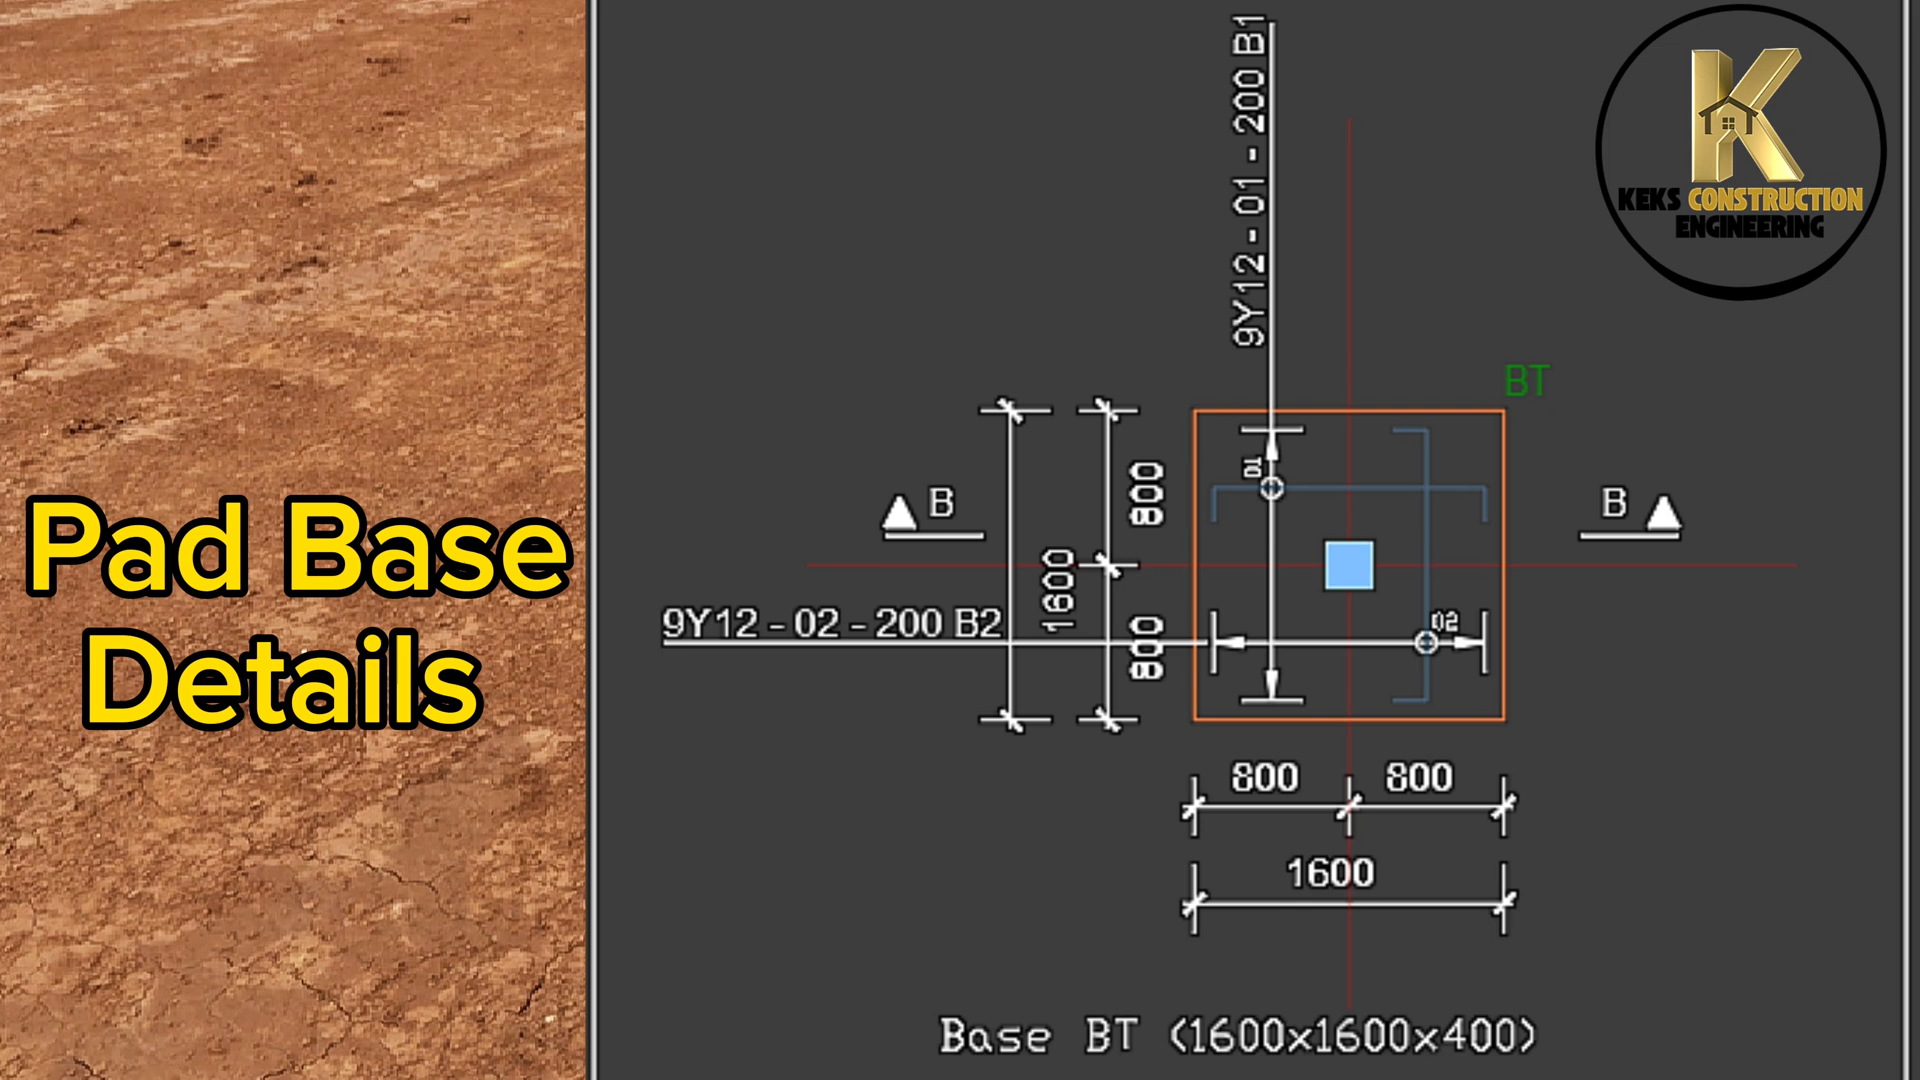 Pad Base
Details
9Y12 - 01 - 200 B1
KEKS CONSTRUCTION
ENGINEERING
BT
01
B
B
800
1600
9Y12 - 02 - 200 B2
02
800
800
800
1600
Base BT (1600x1600x400)